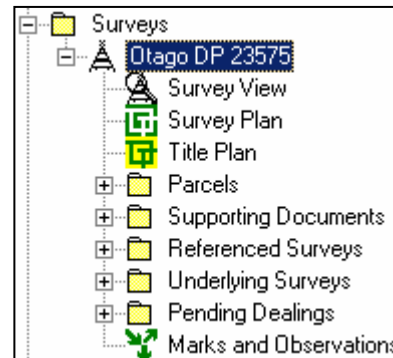 Surveys
Otago DP 23575
Survey View
Survey Plan
Title Plan
Parcels
Supporting Documents
Referenced Surveys
Underlying Surveys
Pending Dealings
Marks and Observations